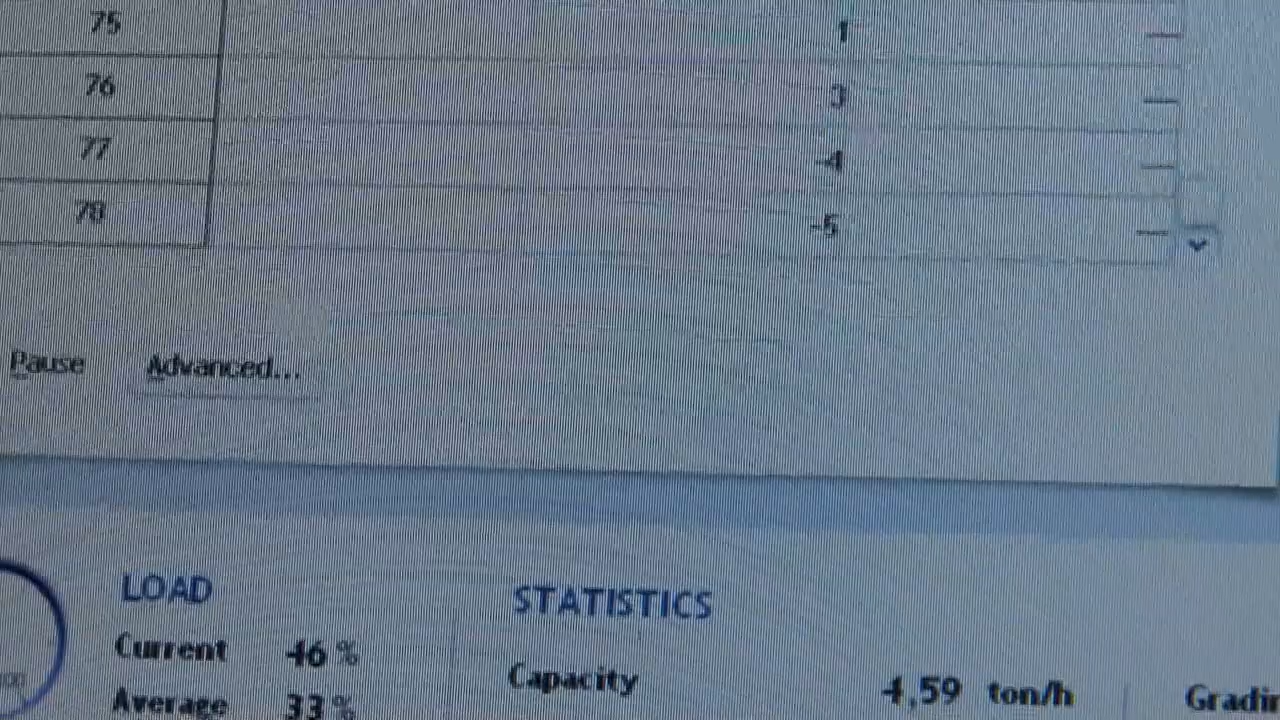 75 1 —
76 3 —
77 -4 —
78 -5 —
Pause Advanced...
LOAD STATISTICS
Current 46 %
Capacity 4,59 ton/h
Average 33 %